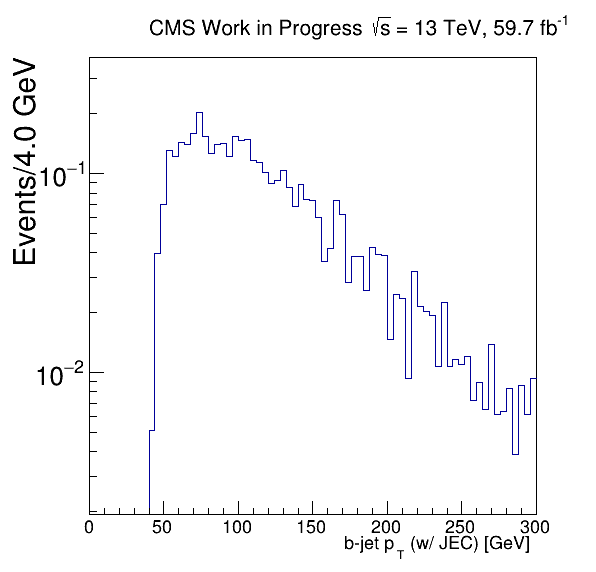 CMS Work in Progress √s = 13 TeV, 59.7 fb⁻¹
Events/4.0 GeV
10⁻¹
10⁻²
0 50 100 150 200 250 300
b-jet p_T (w/ JEC) [GeV]